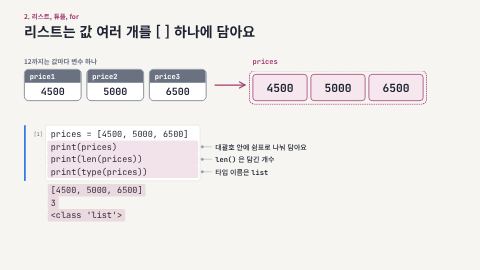 2. 리스트, 튜플, for
리스트는 값 여러 개를 [ ] 하나에 담아요
12까지는 값마다 변수 하나
prices
price1 price2 price3
4500 5000 6500
4500 5000 6500
[1] prices = [4500, 5000, 6500]
print(prices) 대괄호 안에 쉼표로 나눠 담아요
print(len(prices)) len() 은 담긴 개수
print(type(prices)) 타입 이름은 list
[4500, 5000, 6500]
3
<class 'list'>